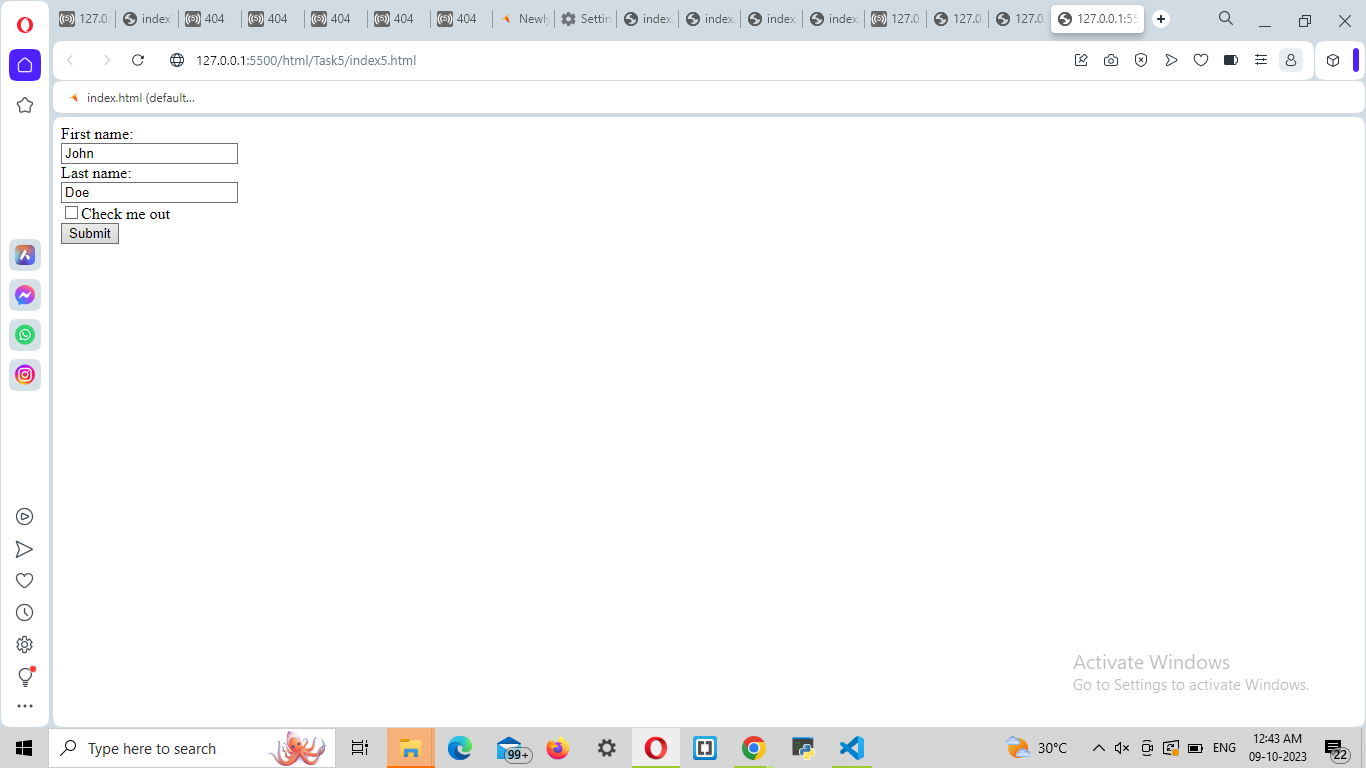 127.0. index 404 404 404 404 404 Newly Settin index. index. index. index. 127.0. 127.0. 127.0. 127.0.0.1:55
127.0.0.1:5500/html/Task5/index5.html
index.html (default...
First name:
John
Last name:
Doe
Check me out
Submit
Activate Windows
Go to Settings to activate Windows.
Type here to search
99+
30°C
ENG
12:43 AM
09-10-2023
22